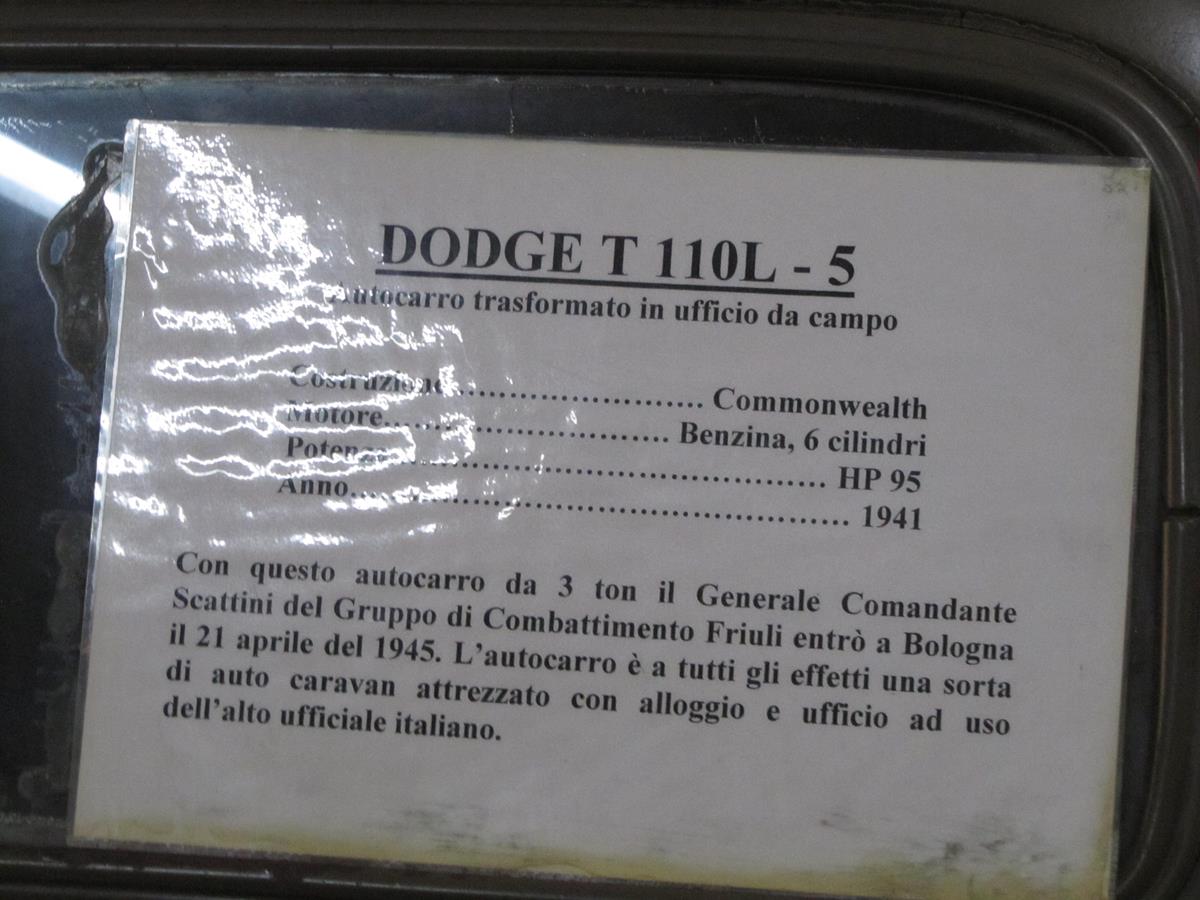 DODGE T 110L - 5
Autocarro trasformato in ufficio da campo
Costruzione........................ Commonwealth
Motore............................... Benzina, 6 cilindri
Potenza............................................ HP 95
Anno.................................................. 1941
Con questo autocarro da 3 ton il Generale Comandante
Scattini del Gruppo di Combattimento Friuli entrò a Bologna
il 21 aprile del 1945. L'autocarro è a tutti gli effetti una sorta
di auto caravan attrezzato con alloggio e ufficio ad uso
dell'alto ufficiale italiano.